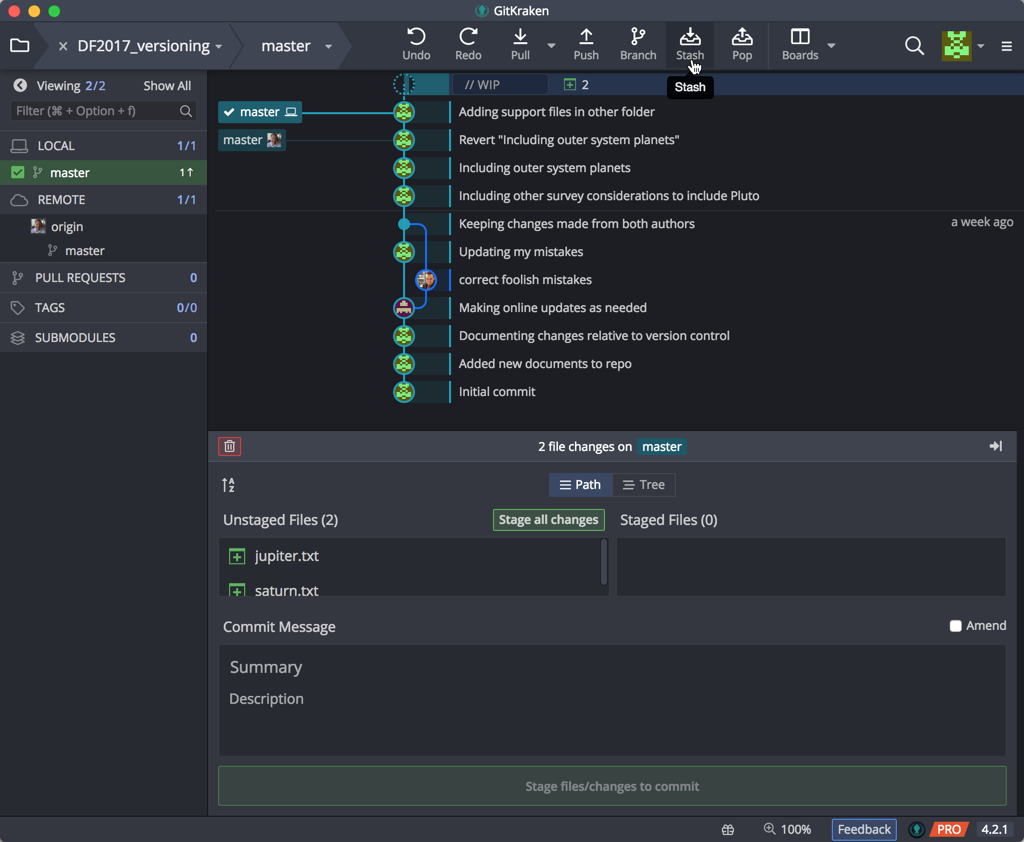 GitKraken
DF2017_versioning
master
Undo
Redo
Pull
Push
Branch
Stash
Pop
Boards
Stash
Viewing 2/2
Show All
Filter (⌘ + Option + f)
LOCAL 1/1
master 1↑
REMOTE 1/1
origin
master
PULL REQUESTS 0
TAGS 0/0
SUBMODULES 0
// WIP 2
master Adding support files in other folder
master Revert "Including outer system planets"
Including outer system planets
Including other survey considerations to include Pluto
Keeping changes made from both authors a week ago
Updating my mistakes
correct foolish mistakes
Making online updates as needed
Documenting changes relative to version control
Added new documents to repo
Initial commit
2 file changes on master
Path
Tree
Unstaged Files (2)
Stage all changes
Staged Files (0)
jupiter.txt
saturn.txt
Commit Message
Amend
Summary
Description
Stage files/changes to commit
100%
Feedback
PRO
4.2.1